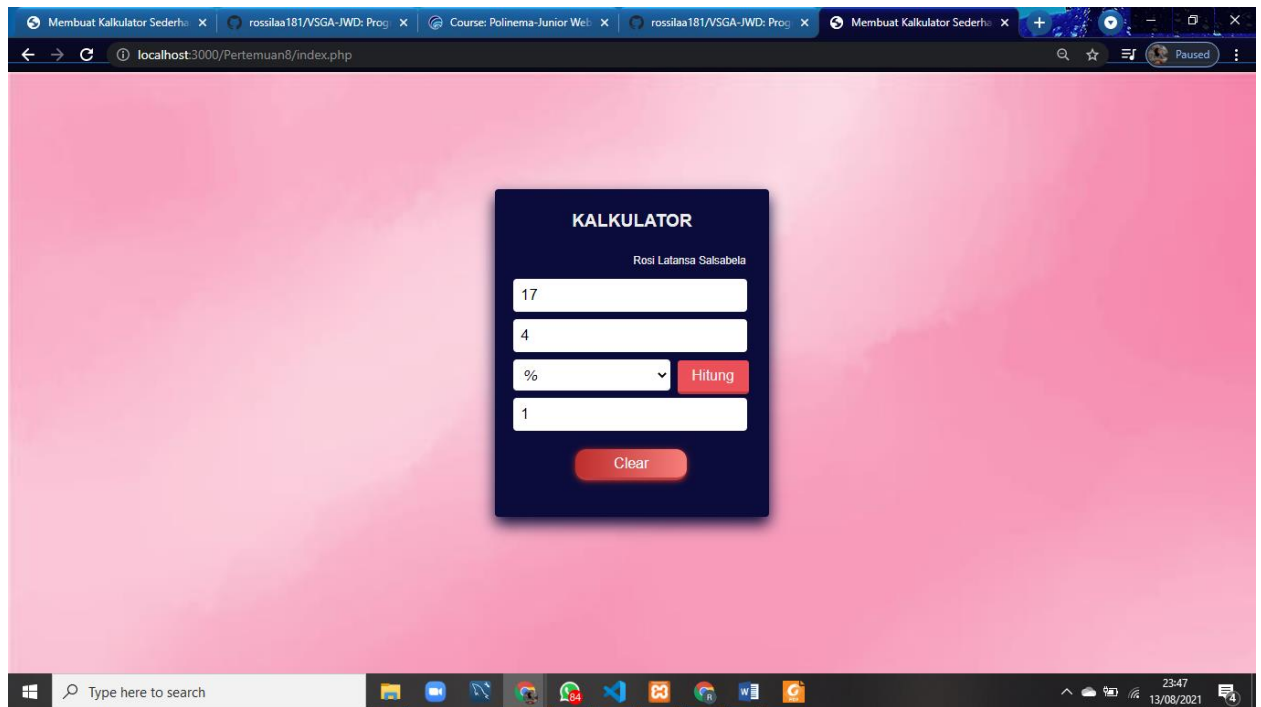 Membuat Kalkulator Sederha
rossilaa181/VSGA-JWD: Prog
Course: Polinema-Junior Web
rossilaa181/VSGA-JWD: Prog
Membuat Kalkulator Sederha
localhost:3000/Pertemuan8/index.php
Paused
KALKULATOR
Rosi Latansa Salsabela
17
4
%
Hitung
1
Clear
Type here to search
84
23:47
13/08/2021
4